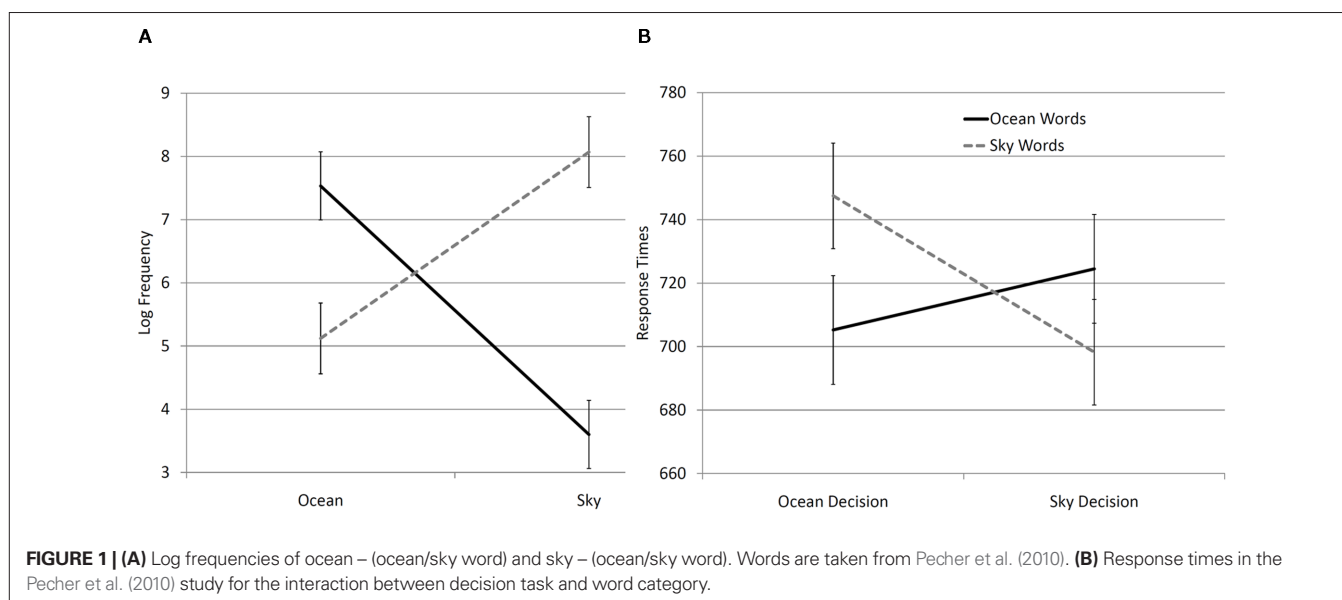 A
9
8
7
6
5
4
3
Log Frequency
Ocean Sky
B
780
760
740
720
700
680
660
Response Times
Ocean Words
Sky Words
Ocean Decision Sky Decision
FIGURE 1 | (A) Log frequencies of ocean – (ocean/sky word) and sky – (ocean/sky word). Words are taken from Pecher et al. (2010). (B) Response times in the
Pecher et al. (2010) study for the interaction between decision task and word category.